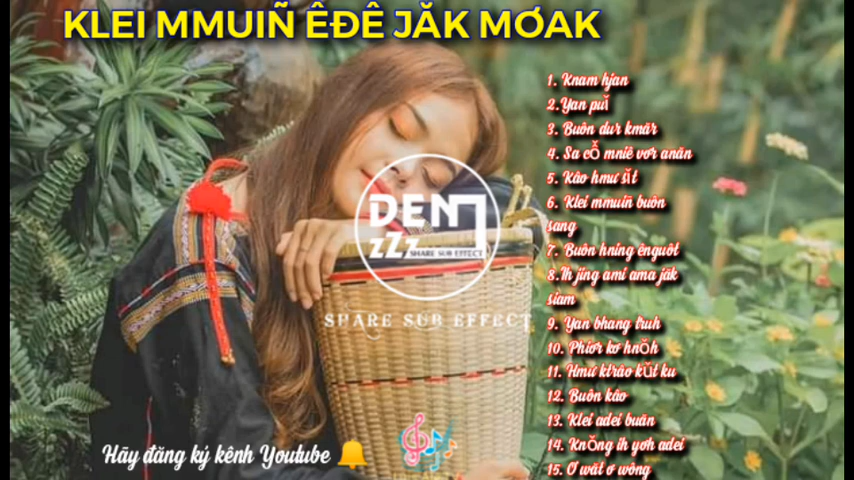 KLEI MMUIÑ ÊĐÊ JĂK MƠAK
1. Knam hjan
2.Yan puĭ
3. Buôn dur kmăr
4. Sa cỗ mniê vơr anăn
5. Kâo hmư sĭt
6. Klei mmuiñ buôn
sang
7. Buôn hning ênguôt
8.Ih jing ami ama jăk
siam
9. Yan bhang truh
10. Phiơr kơ hnŏh
11. Hmư ktrâo kŭt ku
12. Buôn kâo
13. Klei adei buăn
14. Knŏng ih yơh adei
15. Ơ wăt ơ wông
DEN
zZz
SHARE SUB EFFECT
SHARE SUB EFFECT
Hãy đăng ký kênh Youtube